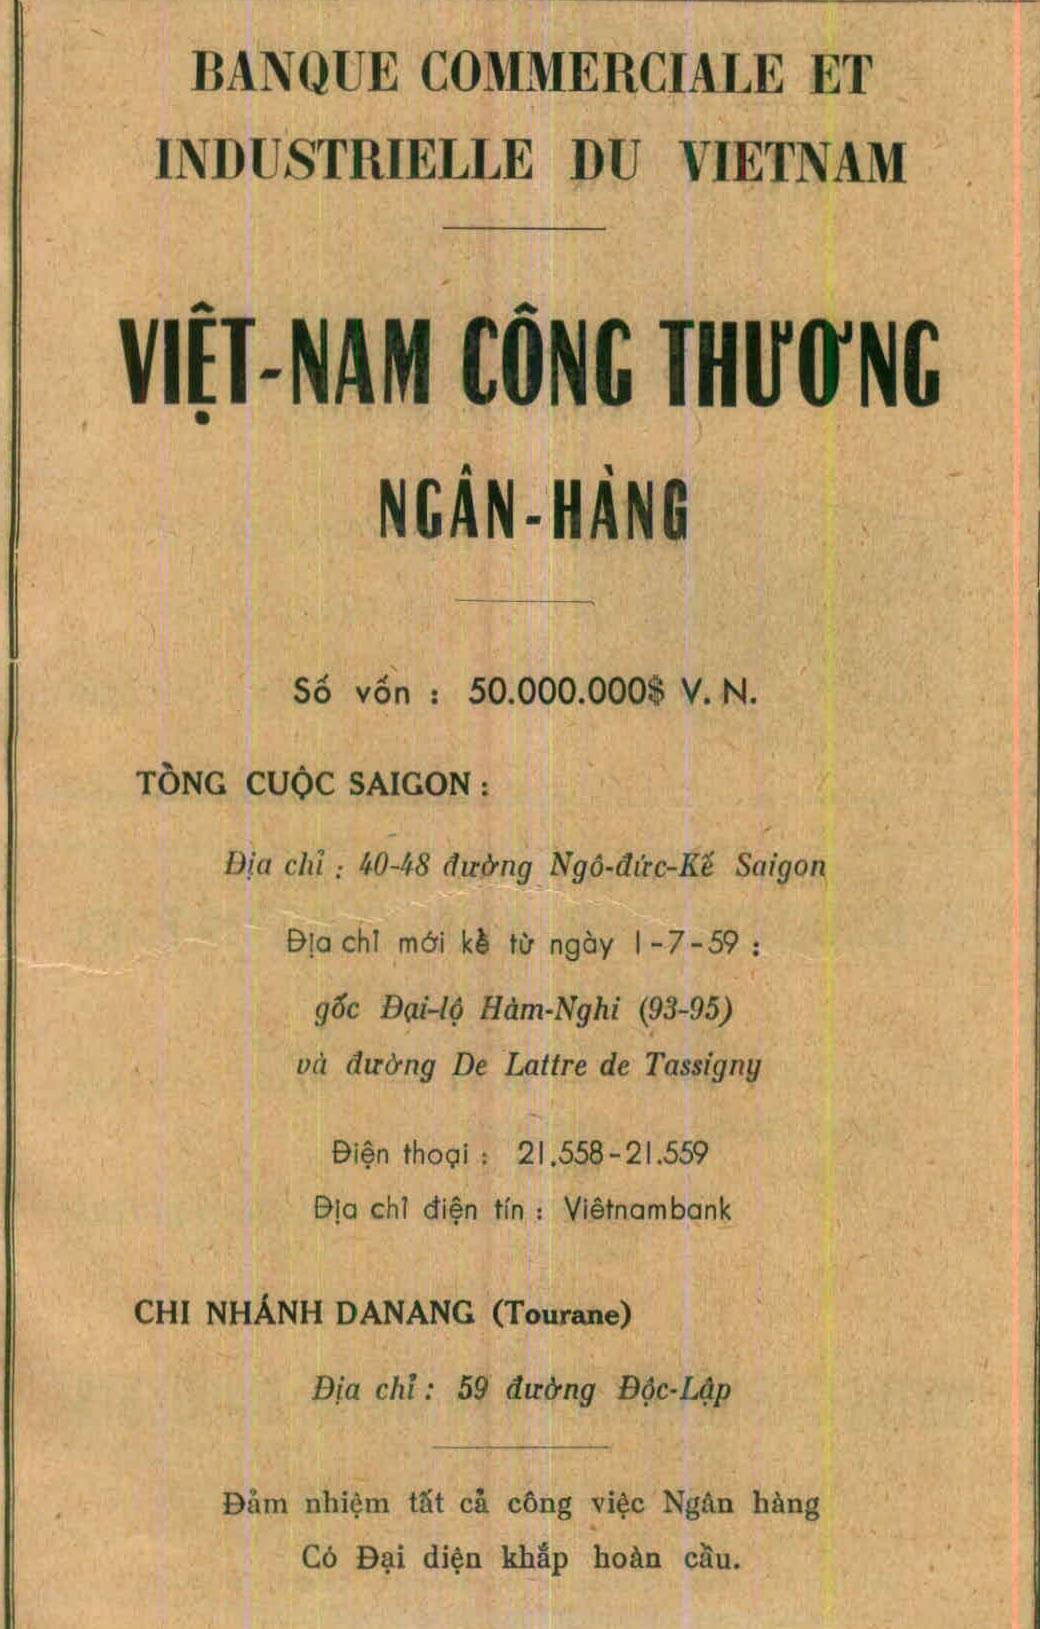 BANQUE COMMERCIALE ET
INDUSTRIELLE DU VIETNAM
VIỆT-NAM CÔNG THƯƠNG
NGÂN-HÀNG
Số vốn : 50.000.000$ V. N.
TỔNG CUỘC SAIGON :
Địa chỉ : 40-48 đường Ngô-đức-Kế Saigon
Địa chỉ mới kể từ ngày 1-7-59 :
gốc Đại-lộ Hàm-Nghi (93-95)
và đường De Lattre de Tassigny
Điện thoại : 21.558-21.559
Địa chỉ điện tín : Viêtnambank
CHI NHÁNH DANANG (Tourane)
Địa chỉ : 59 đường Độc-Lập
Đảm nhiệm tất cả công việc Ngân hàng
Có Đại diện khắp hoàn cầu.